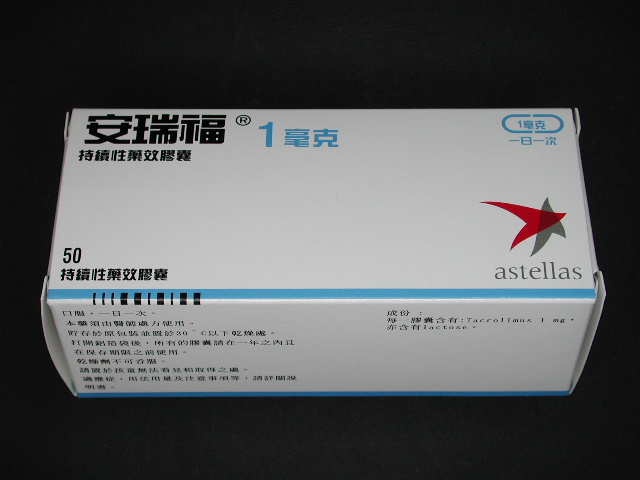 安瑞福® 1毫克
持續性藥效膠囊
1毫克
一日一次
astellas
50
持續性藥效膠囊
口服，一日一次。
本藥須由醫師處方使用。
貯存於原包裝並置於30°C以下乾燥處。
打開鋁箔袋後，所有的膠囊請在一年之內且
在保存期限之前使用。
乾燥劑不可吞服。
請置於孩童無法看見和取得之處。
適應症，用法用量及注意事項等，請詳閱說
明書。
成份：
每 膠囊含有:Tacrolimus 1 mg,
亦含有lactose。